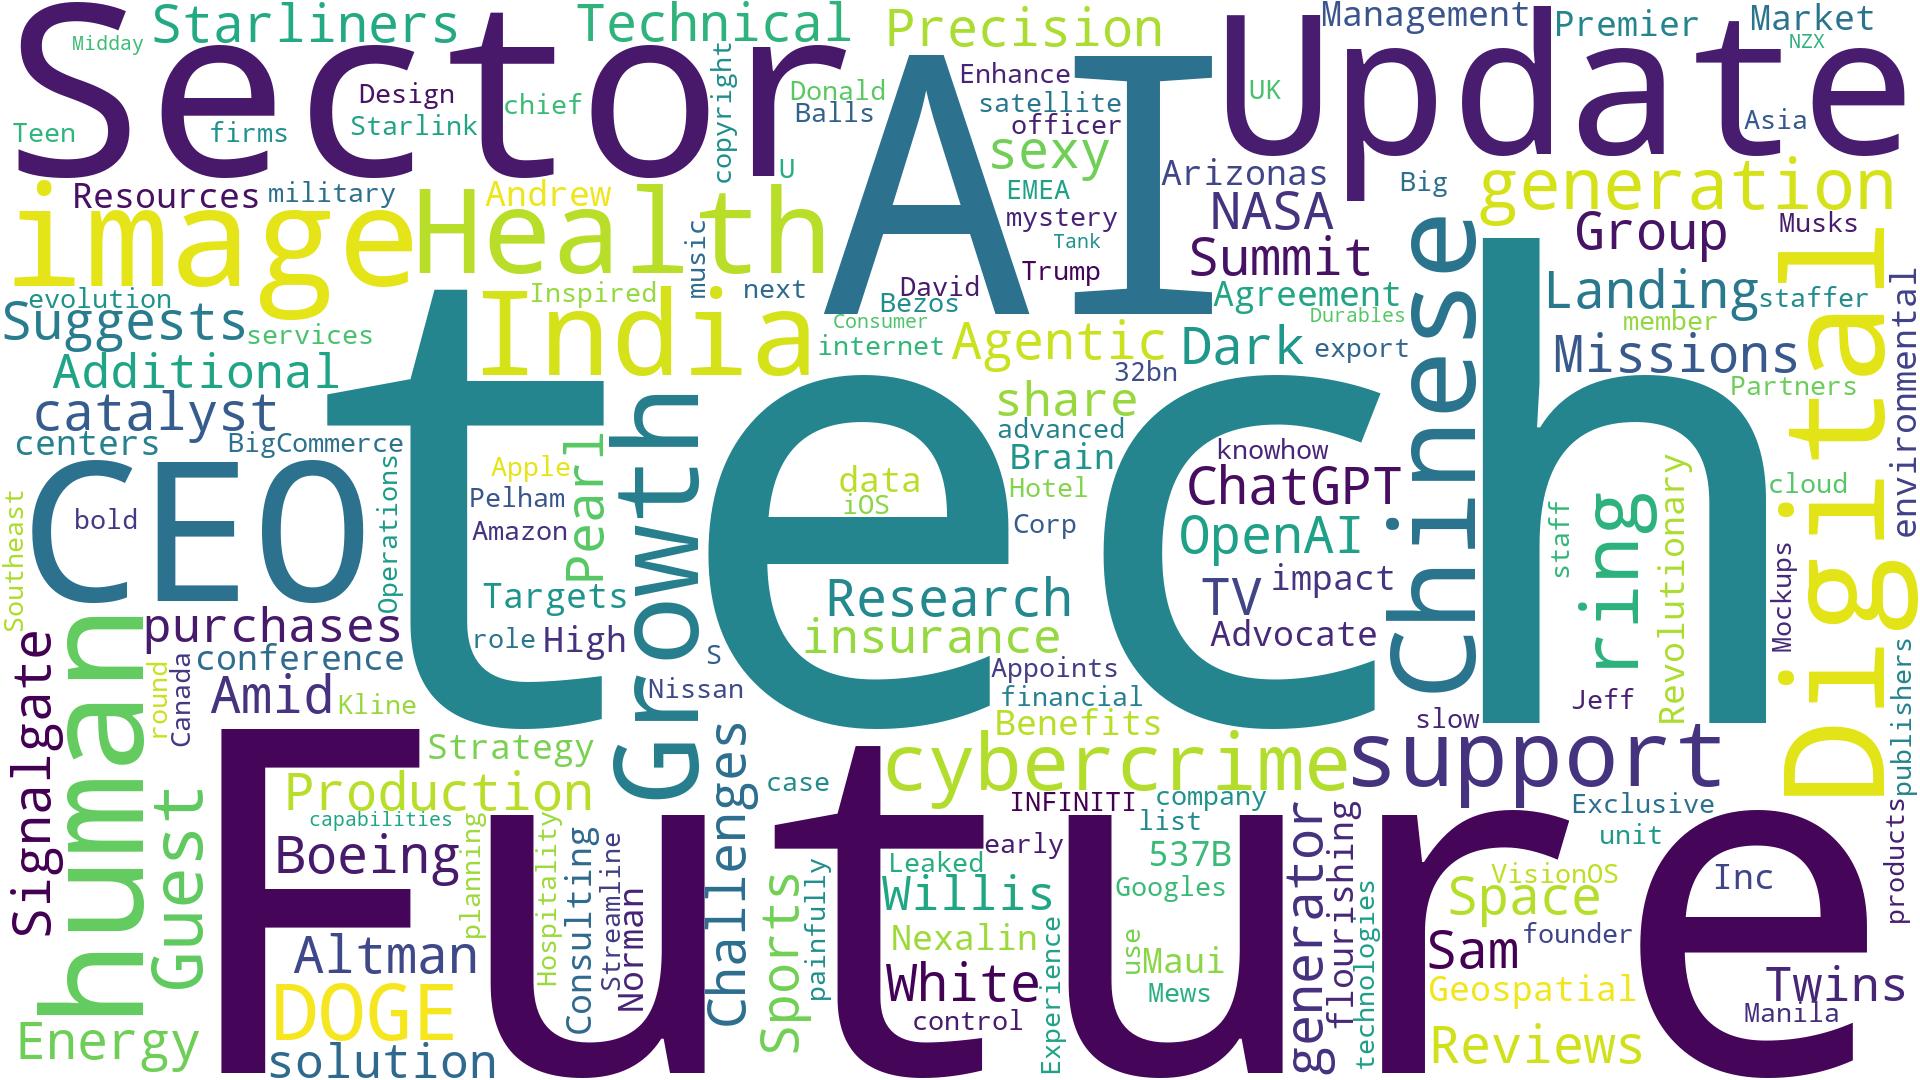 Sector
AI
Update
tech
Future
Midday
Starliners
Technical
Precision
Management
Premier
Market
NZX
Teen
firms
Design
Starlink
chief
copyright
Donald
Balls
U
Enhance
satellite
officer
sexy
EMEA
mystery
Tank
Trump
UK
Asia
Arizonas
Big
NASA
Summit
generation
Group
Musks
Resources
military
Andrew
image
Health
music
India
Inspired
next
David
Bezos
Consumer
internet
Agentic
Agreement
Durables
Dark
export
32bn
Chinese
Landing
staffer
member
Missions
Partners
Digital
environmental
evolution
Suggests
services
Additional
catalyst
centers
BigCommerce
CEO
bold
Southeast
Operations
Apple
Pelham
Amazon
Pearl
Growth
share
advanced
Brain
Hotel
Corp
data
iOS
knowhow
ChatGPT
OpenAI
TV
impact
Advocate
staff
ring
Revolutionary
cloud
Mockups
Targets
role
High
Research
insurance
S
Nissan
Appoints
financial
Benefits
slow
Jeff
publishers
purchases
conference
Signalgate
human
round
Canada
Amid
Kline
Strategy
Production
capabilities
Boeing
planning
Guest
Hospitality
Consulting
Streamline
Norman
Challenges
case
Sports
painfully
cybercrime
support
INFINITI
company
list
early
537B
Googles
Leaked
Willis
Nexalin
White
control
Experience
use
Maui
Mews
generator
flourishing
technologies
Exclusive
unit
VisionOS
Space
Inc
Sam
founder
Geospatial
Reviews
Twins
Manila
products
Altman
DOGE
Energy
solution